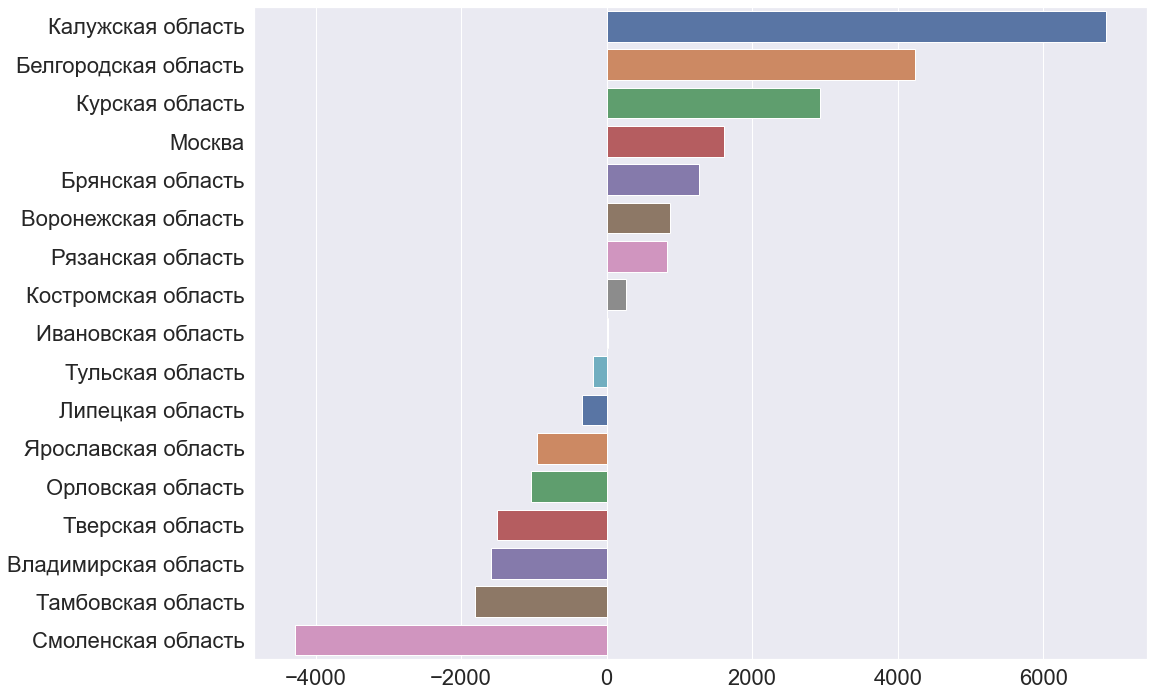 Калужская область
Белгородская область
Курская область
Москва
Брянская область
Воронежская область
Рязанская область
Костромская область
Ивановская область
Тульская область
Липецкая область
Ярославская область
Орловская область
Тверская область
Владимирская область
Тамбовская область
Смоленская область
−4000 −2000 0 2000 4000 6000